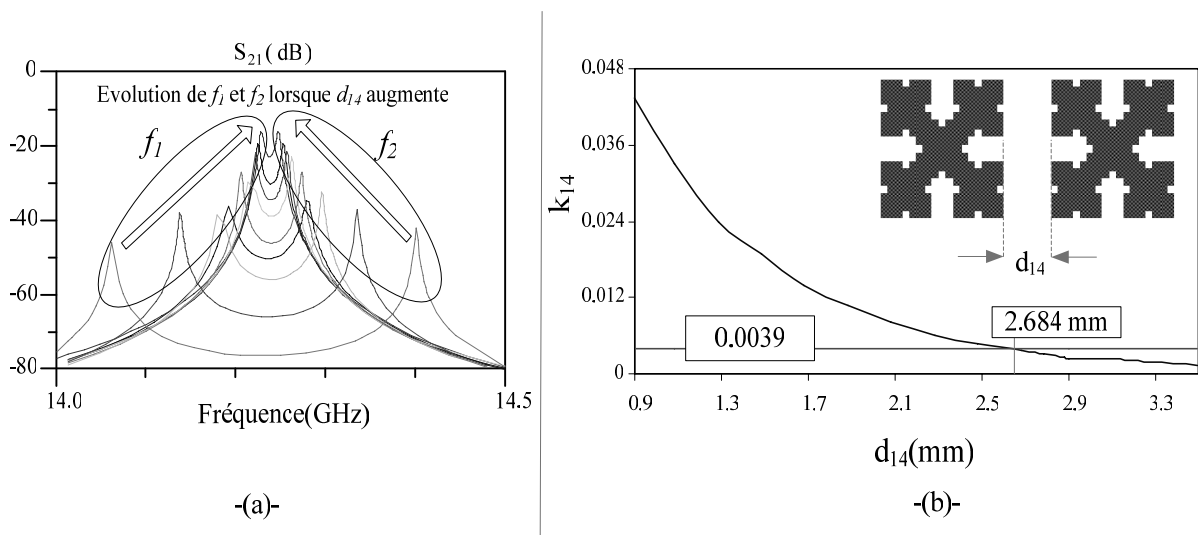 S21( dB)
0
Evolution de f1 et f2 lorsque d14 augmente
-20
f1
f2
-40
-60
-80
14.0
14.5
Fréquence(GHz)
-(a)-
0.048
0.036
k14
0.024
d14
0.012
2.684 mm
0.0039
0
0.9
1.3
1.7
2.1
2.5
2.9
3.3
d14(mm)
-(b)-